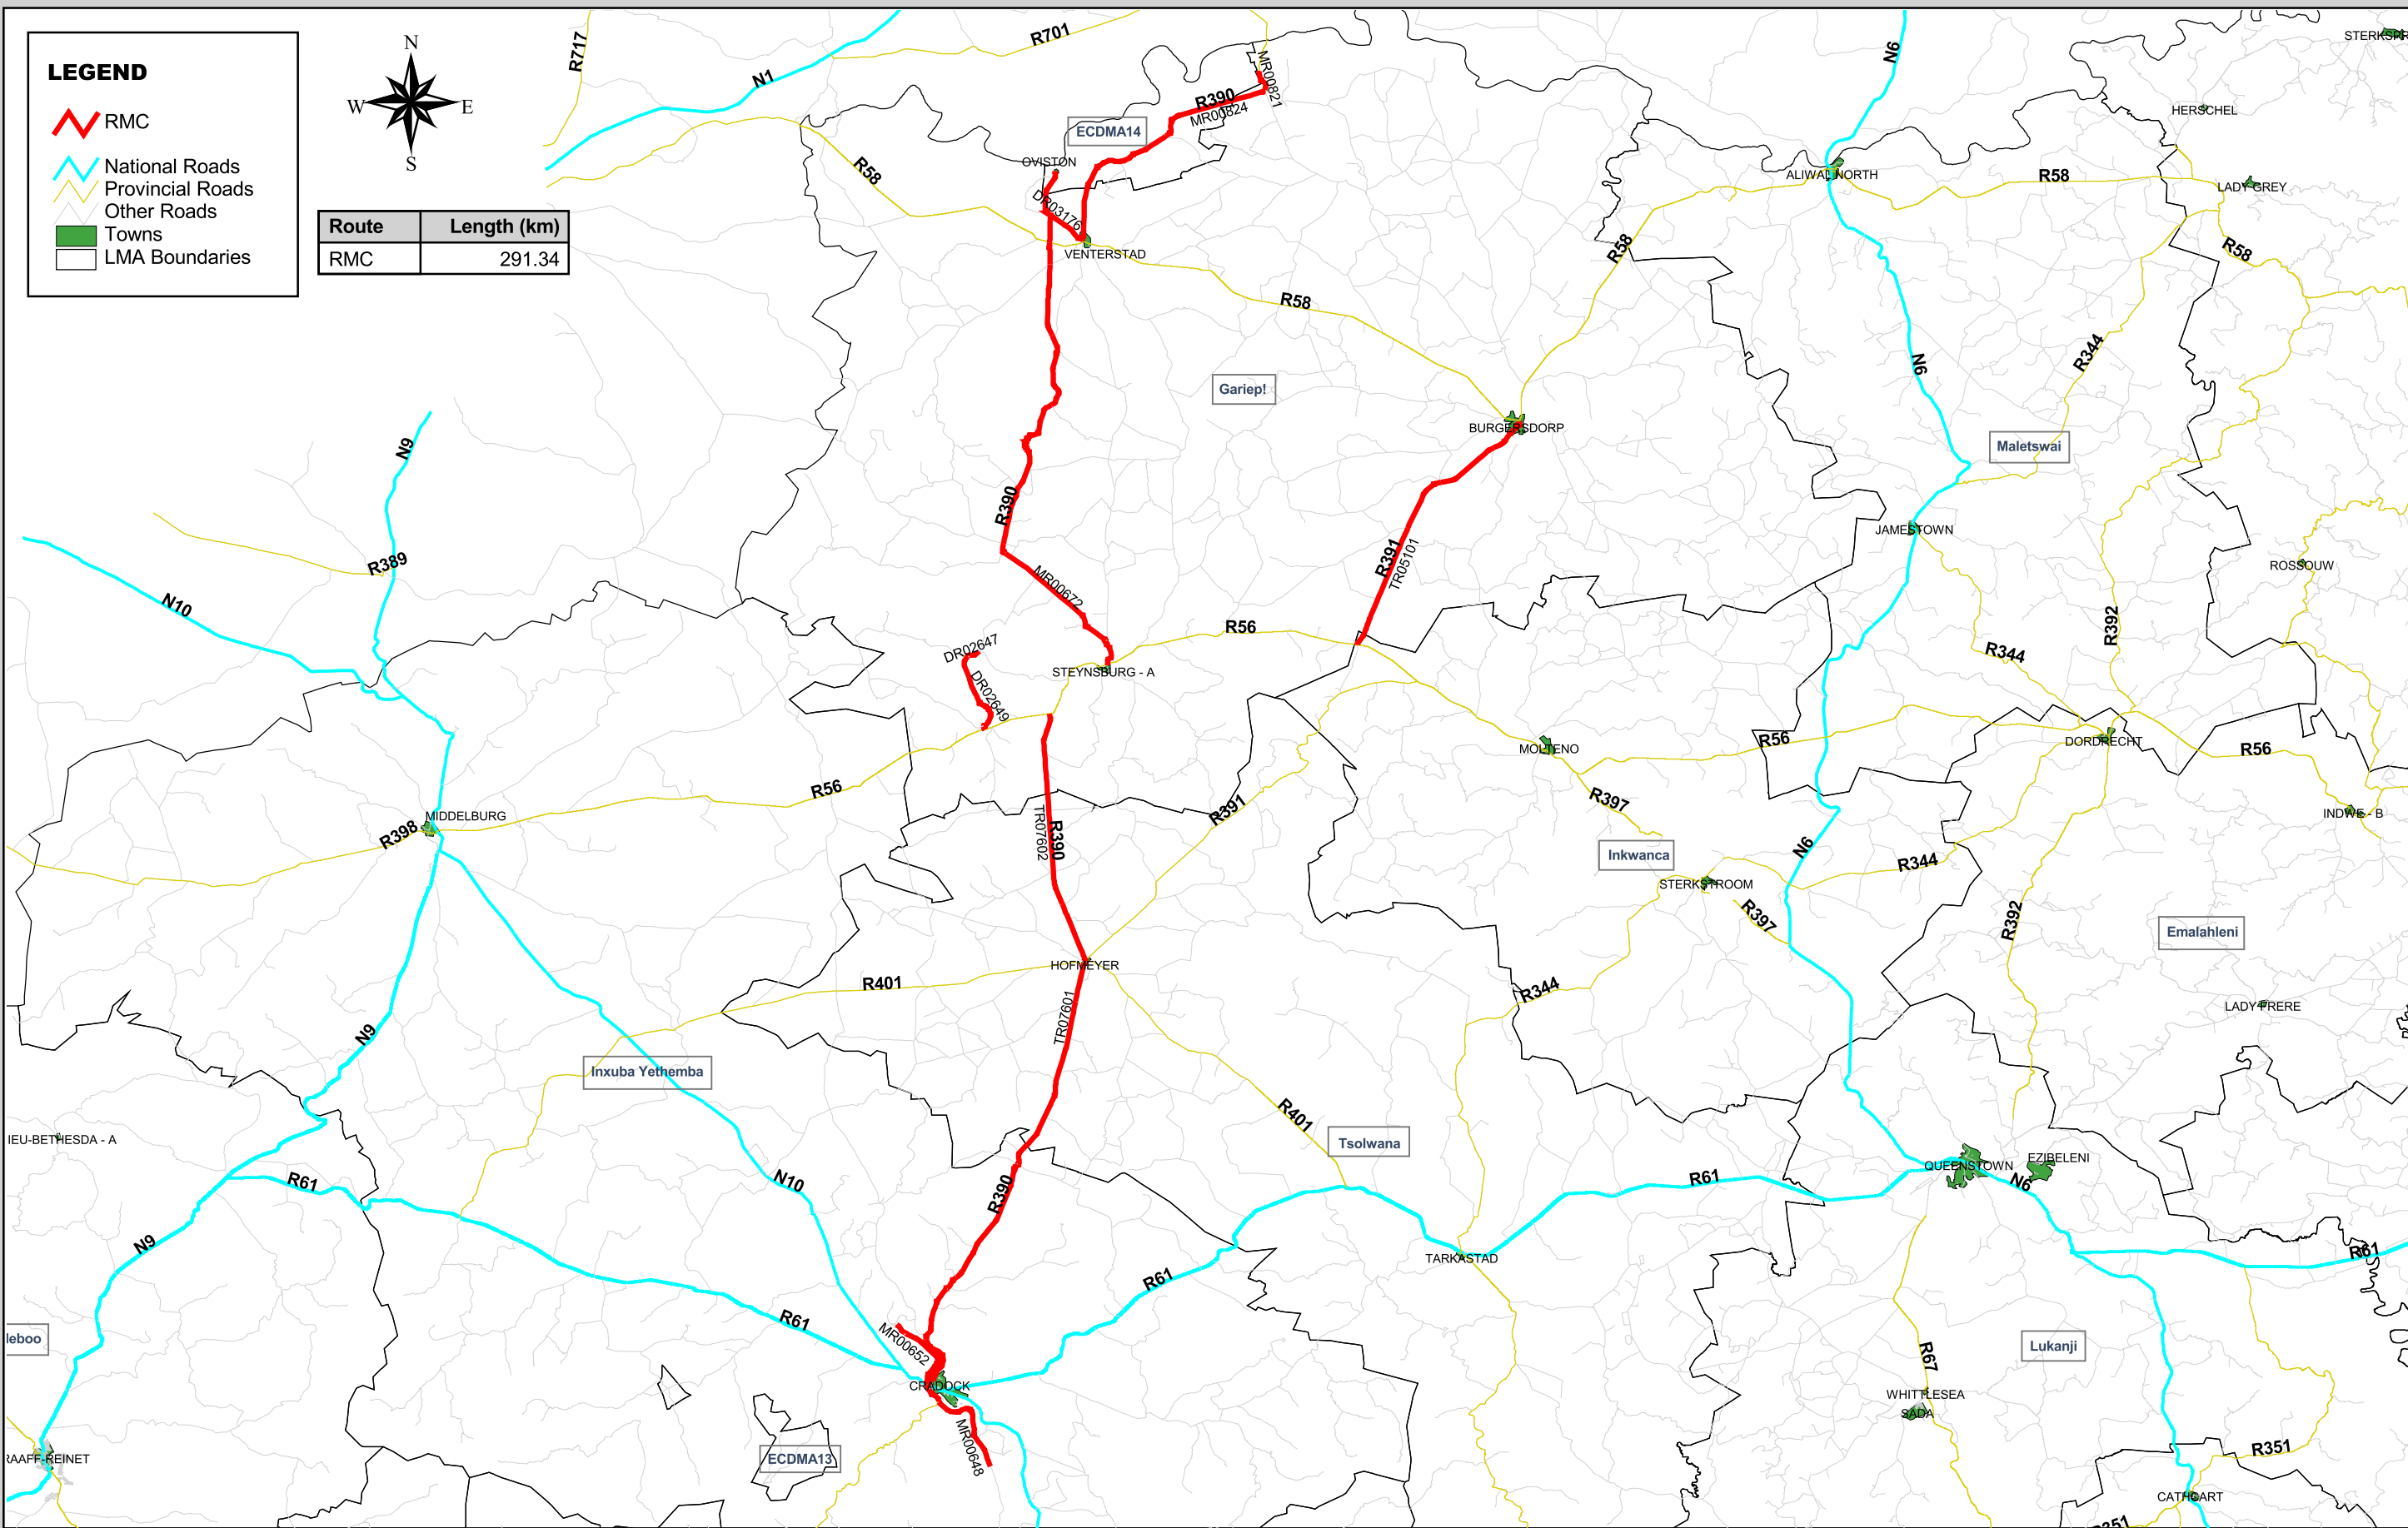 LEGEND
RMC
National Roads
Provincial Roads
Other Roads
Towns
LMA Boundaries
N
W E
S
Route Length (km)
RMC 291.34
R717
N1
R701
MR00821
R390
MR00824
ECDMA14
OVISTON
R58
DR03176
VENTERSTAD
R58
N6
STERKSPR
HERSCHEL
ALIWAL NORTH
R58
LADY GREY
R58
R58
R344
N6
Gariep!
BURGERSDORP
Maletswai
N9
R390
R389
N10
MR00672
R391
TR05101
JAMESTOWN
ROSSOUW
R392
R56
R344
DR02647
DR02649
STEYNSBURG - A
MOLTENO
R56
DORDRECHT
R56
R56
R397
INDWE - B
MIDDELBURG
R398
R391
TR07602
R390
N6
Inkwanca
R344
STERKSTROOM
R397
R392
Emalahleni
HOFMEYER
R401
R344
LADY FRERE
TR07601
N9
Inxuba Yethemba
R401
Tsolwana
IEU-BETHESDA - A
R61
N10
R390
R61
QUEENSTOWN
EZIBELENI
N6
N9
TARKASTAD
R61
R61
R61
MR00652
leboo
Lukanji
R67
CRADOCK
WHITTLESEA
SADA
MR00648
ECDMA13
RAAFF-REINET
R351
CATHCART
R351